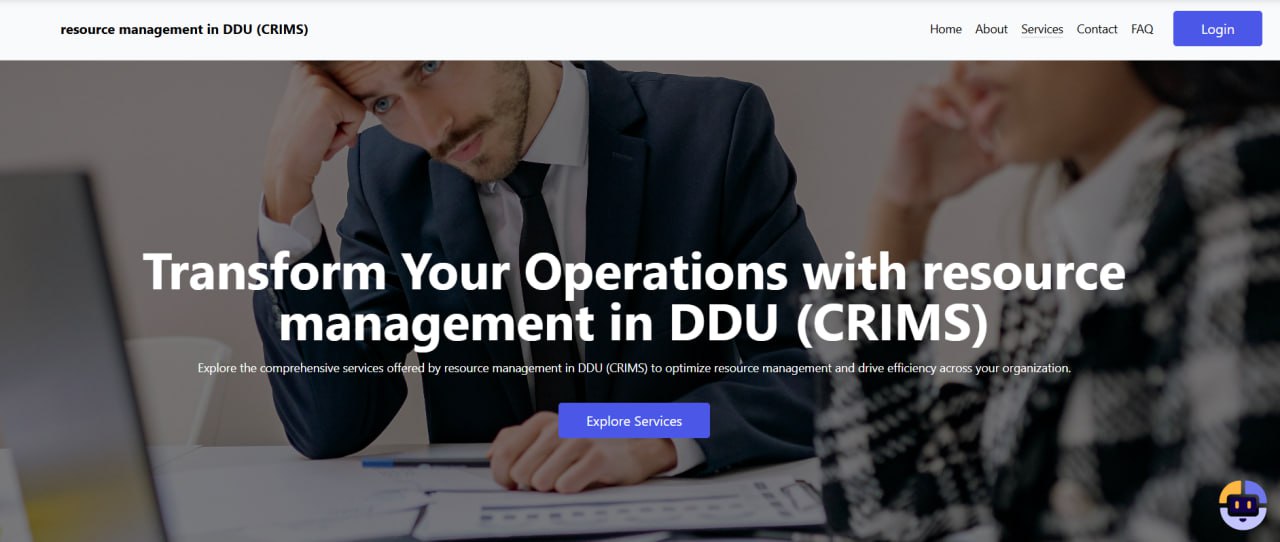 resource management in DDU (CRIMS)
Home About Services Contact FAQ Login
Transform Your Operations with resource
management in DDU (CRIMS)
Explore the comprehensive services offered by resource management in DDU (CRIMS) to optimize resource management and drive efficiency across your organization.
Explore Services